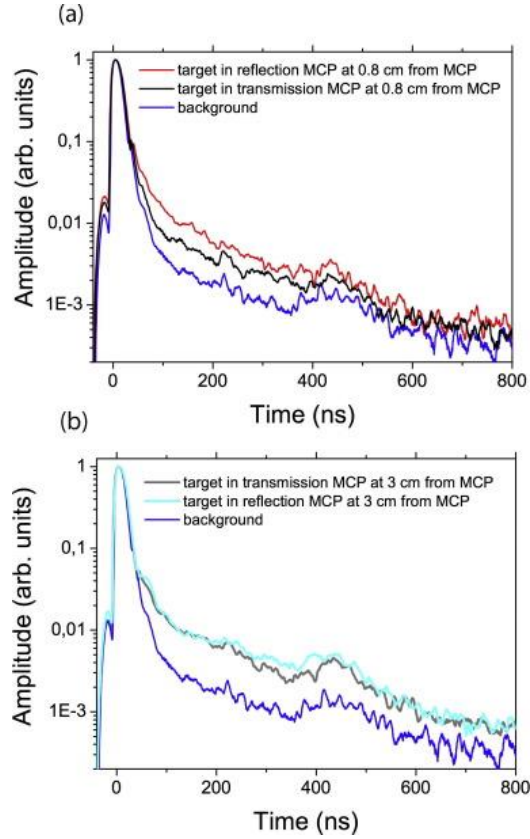 (a)
target in reflection MCP at 0.8 cm from MCP
target in transmission MCP at 0.8 cm from MCP
background
Amplitude (arb. units)
1
0,1
0,01
1E-3
0
200
400
600
800
Time (ns)
(b)
target in transmission MCP at 3 cm from MCP
target in reflection MCP at 3 cm from MCP
background
Amplitude (arb. units)
1
0,1
0,01
1E-3
0
200
400
600
800
Time (ns)